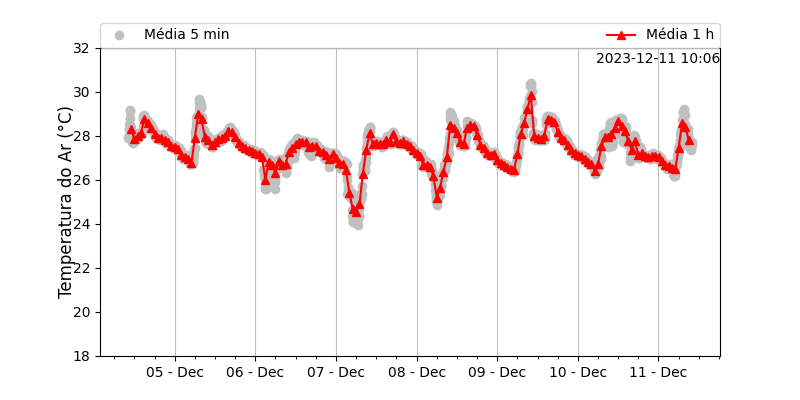 Média 5 min
Média 1 h
2023-12-11 10:06
Temperatura do Ar (°C)
32
30
28
26
24
22
20
18
05 - Dec
06 - Dec
07 - Dec
08 - Dec
09 - Dec
10 - Dec
11 - Dec